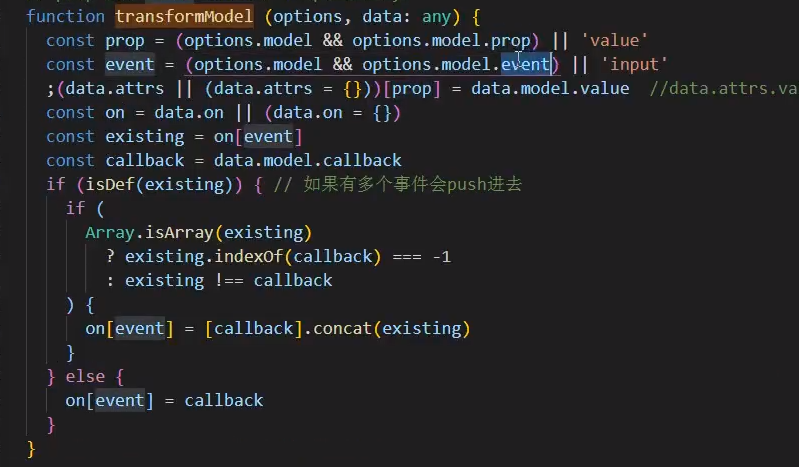 function transformModel (options, data: any) {
  const prop = (options.model && options.model.prop) || 'value'
  const event = (options.model && options.model.event) || 'input'
  ;(data.attrs || (data.attrs = {}))[prop] = data.model.value  //data.attrs.va
  const on = data.on || (data.on = {})
  const existing = on[event]
  const callback = data.model.callback
  if (isDef(existing)) { // 如果有多个事件会push进去
    if (
      Array.isArray(existing)
        ? existing.indexOf(callback) === -1
        : existing !== callback
    ) {
      on[event] = [callback].concat(existing)
    }
  } else {
    on[event] = callback
  }
}